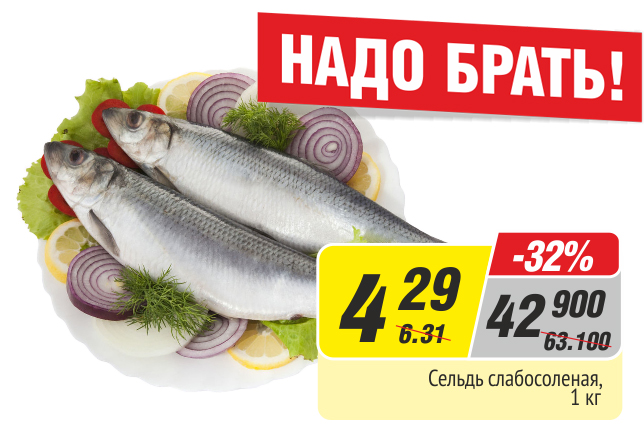 НАДО БРАТЬ!
-32%
4 29
6.31
42 900
63.100
Сельдь слабосоленая,
1 кг